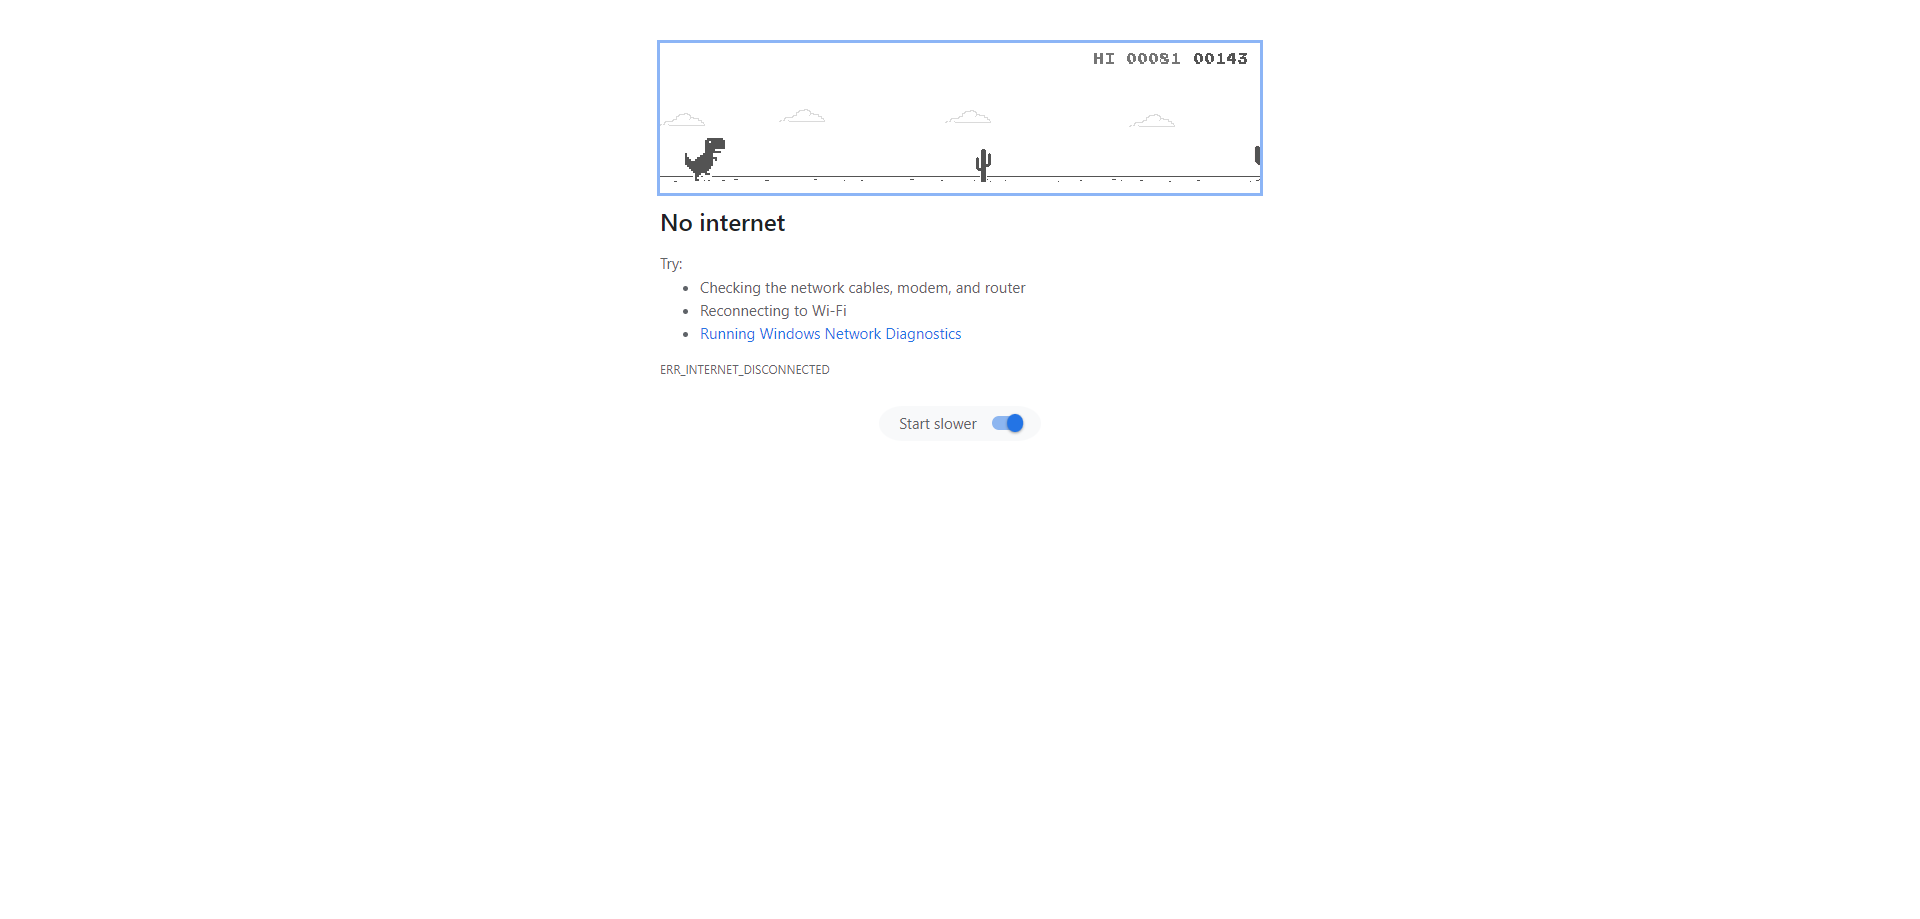 HI 00081 00143
No internet
Try:
Checking the network cables, modem, and router
Reconnecting to Wi-Fi
Running Windows Network Diagnostics
ERR_INTERNET_DISCONNECTED
Start slower